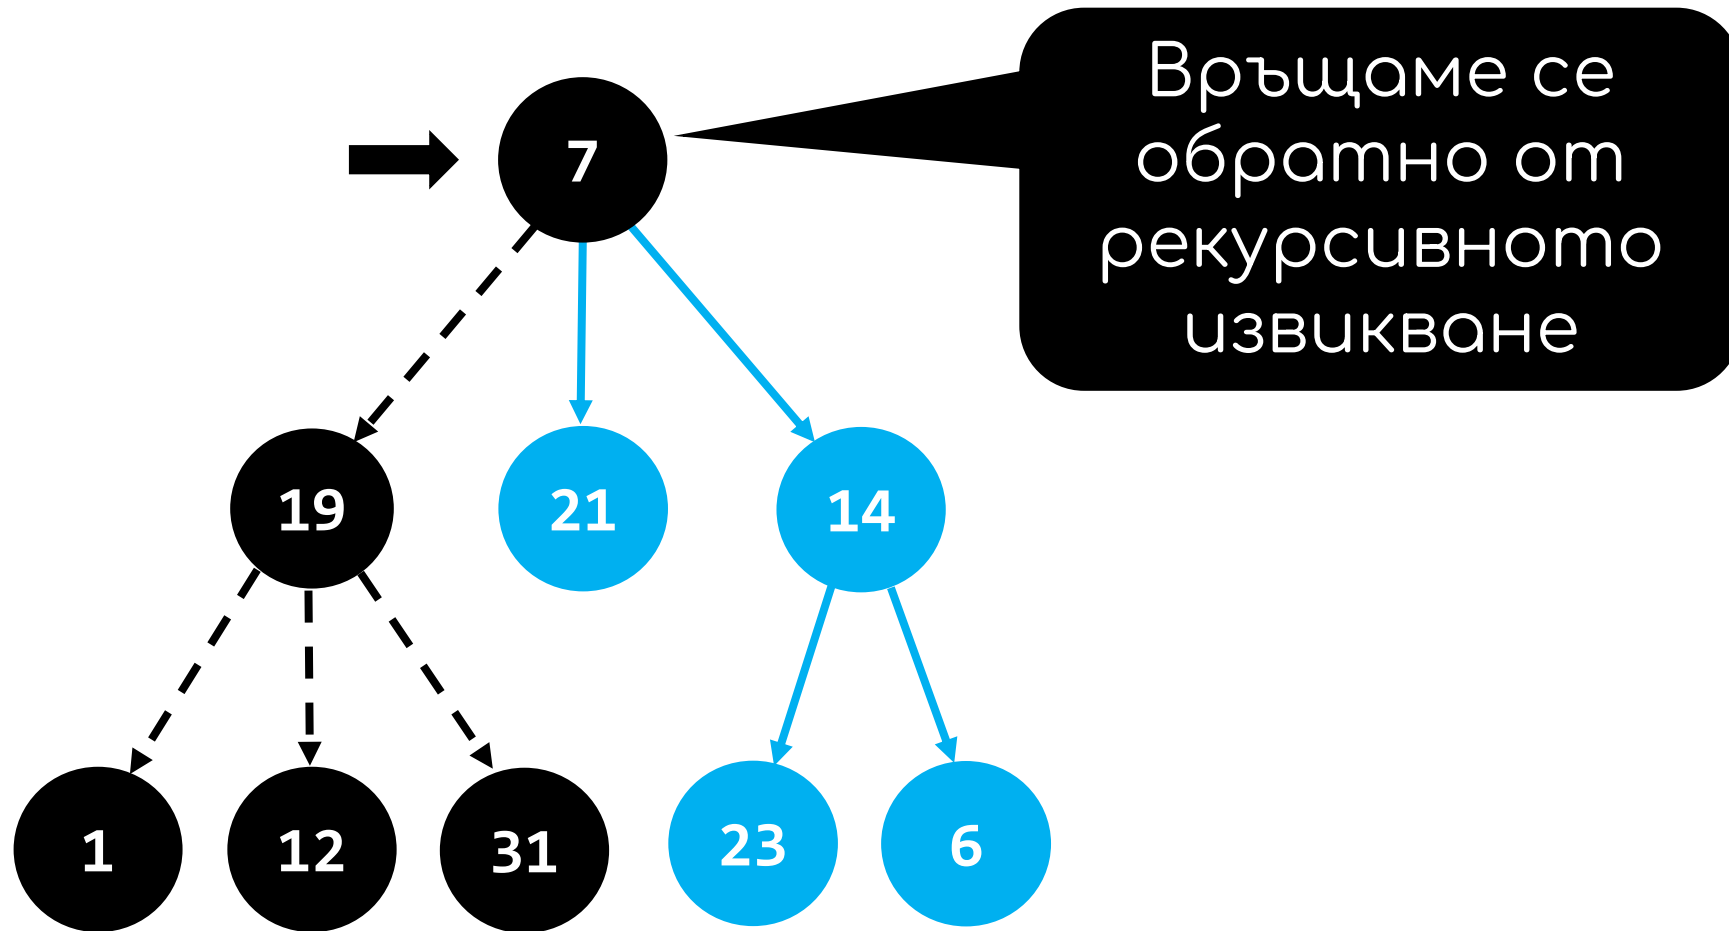 Връщаме се
обратно от
рекурсивното
извикване
7
19
21
14
1
12
31
23
6